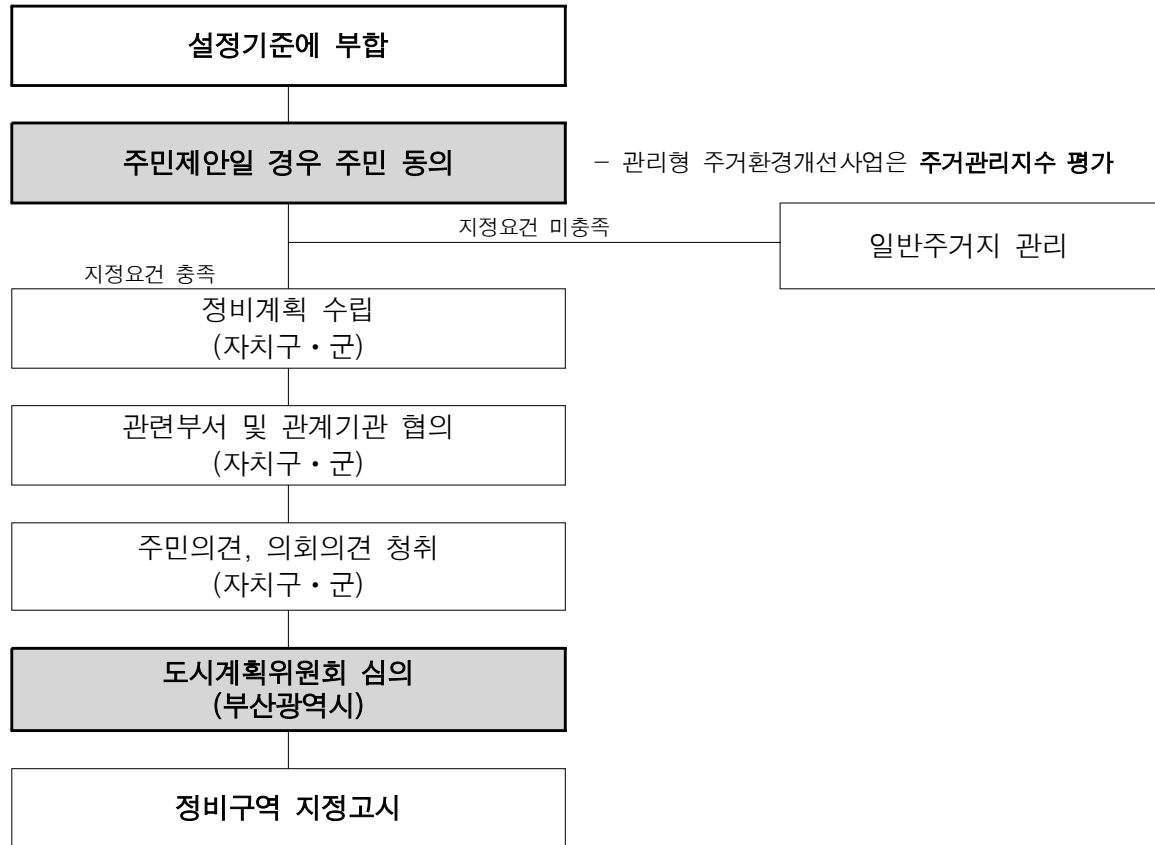 설정기준에 부합
주민제안일 경우 주민 동의
– 관리형 주거환경개선사업은 주거관리지수 평가
지정요건 미충족
일반주거지 관리
지정요건 충족
정비계획 수립
(자치구・군)
관련부서 및 관계기관 협의
(자치구・군)
주민의견, 의회의견 청취
(자치구・군)
도시계획위원회 심의
(부산광역시)
정비구역 지정고시